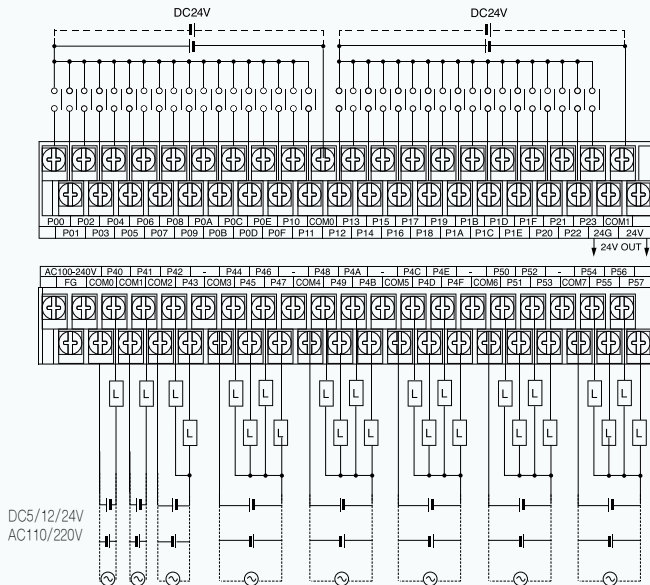 DC24V DC24V
P00 P02 P04 P06 P08 P0A P0C P0E P10 COM0 P13 P15 P17 P19 P1B P1D P1F P21 P23 COM1
P01 P03 P05 P07 P09 P0B P0D P0F P11 P12 P14 P16 P18 P1A P1C P1E P20 P22 24G 24V
24V OUT
AC100-240V P40 P41 P42 - P44 P46 - P48 P4A - P4C P4E - P50 P52 - P54 P56
FG COM0 COM1 COM2 P43 COM3 P45 P47 COM4 P49 P4B COM5 P4D P4F COM6 P51 P53 COM7 P55 P57
L L L L L L L L L L L L L
L L L L L L L L L L L
DC5/12/24V
AC110/220V